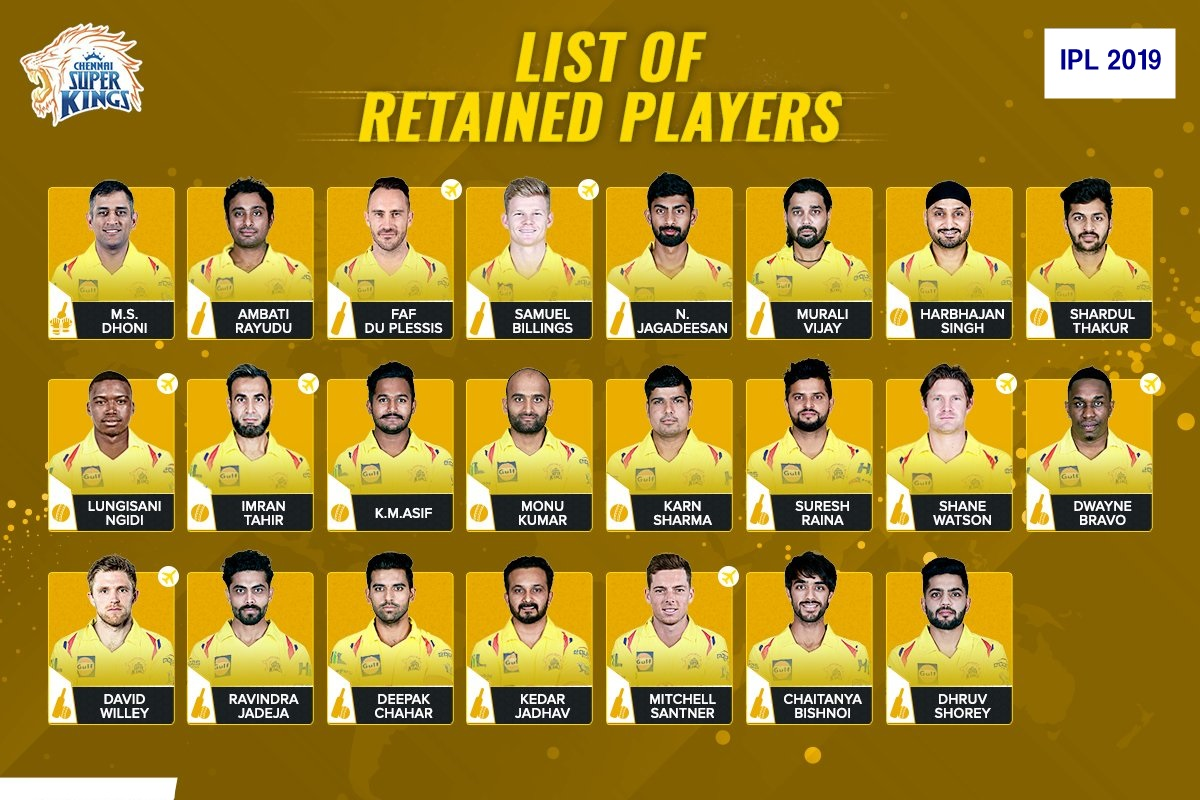 CHENNAI
SUPER
KINGS
LIST OF
RETAINED PLAYERS
IPL 2019
M.S.
DHONI
AMBATI
RAYUDU
FAF
DU PLESSIS
SAMUEL
BILLINGS
N.
JAGADEESAN
MURALI
VIJAY
HARBHAJAN
SINGH
SHARDUL
THAKUR
LUNGISANI
NGIDI
IMRAN
TAHIR
K.M.ASIF
MONU
KUMAR
KARN
SHARMA
SURESH
RAINA
SHANE
WATSON
DWAYNE
BRAVO
DAVID
WILLEY
RAVINDRA
JADEJA
DEEPAK
CHAHAR
KEDAR
JADHAV
MITCHELL
SANTNER
CHAITANYA
BISHNOI
DHRUV
SHOREY